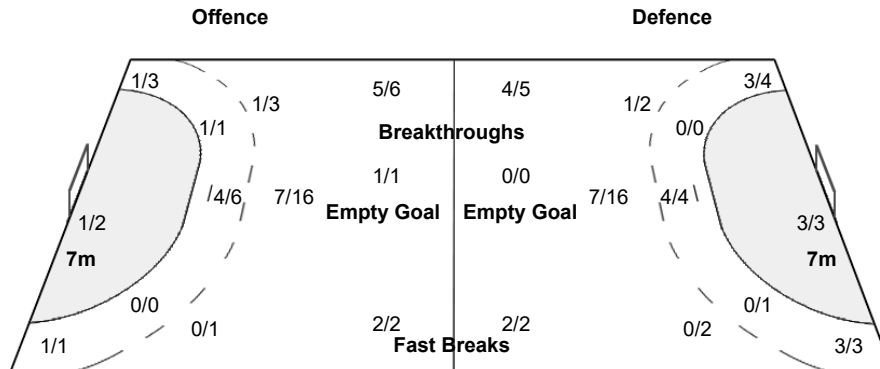 Offence Defence
1/3 5/6 4/5 3/4
1/3 1/2
1/1 Breakthroughs 0/0
1/1 0/0
4/6 7/16 7/16 4/4
Empty Goal Empty Goal
1/2 3/3
7m 7m
0/0 0/1
0/1 2/2 2/2 0/2
1/1 Fast Breaks 3/3